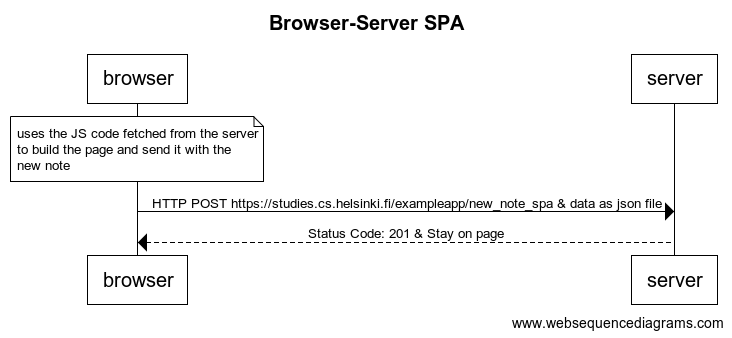 Browser-Server SPA
browser
server
uses the JS code fetched from the server
to build the page and send it with the
new note
HTTP POST https://studies.cs.helsinki.fi/exampleapp/new_note_spa & data as json file
Status Code: 201 & Stay on page
browser
server
www.websequencediagrams.com